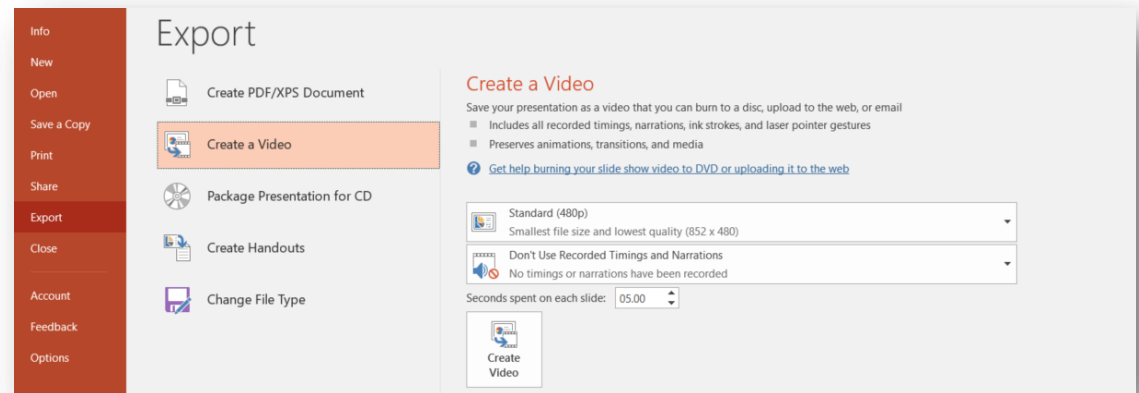 Info
New
Open
Save a Copy
Print
Share
Export
Close
Account
Feedback
Options
Export
Create PDF/XPS Document
Create a Video
Package Presentation for CD
Create Handouts
Change File Type
Create a Video
Save your presentation as a video that you can burn to a disc, upload to the web, or email
Includes all recorded timings, narrations, ink strokes, and laser pointer gestures
Preserves animations, transitions, and media
Get help burning your slide show video to DVD or uploading it to the web
Standard (480p)
Smallest file size and lowest quality (852 x 480)
Don't Use Recorded Timings and Narrations
No timings or narrations have been recorded
Seconds spent on each slide: 05.00
Create
Video